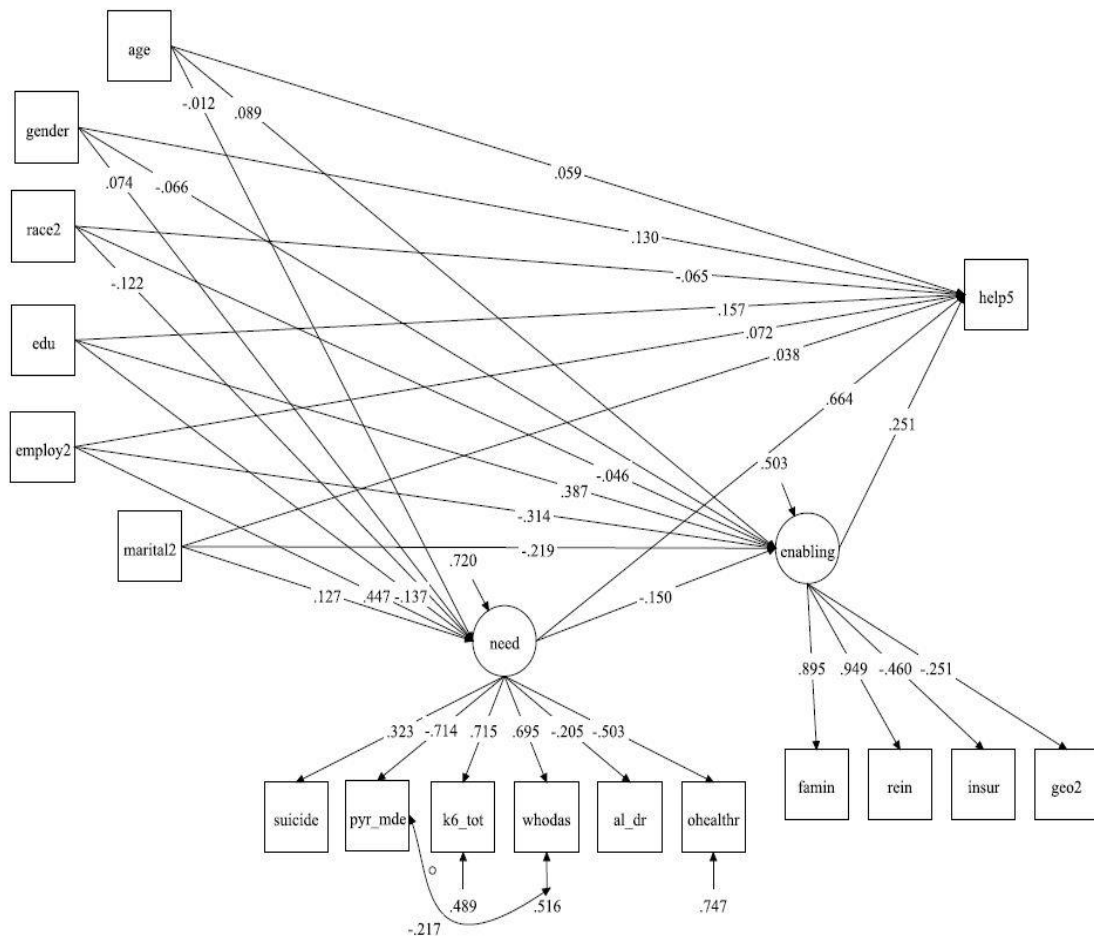 age
-.012
.089
gender
.059
.074
-.066
race2
.130
-.122
-.065
help5
edu
.157
.072
.038
employ2
.664
.251
-.046
.503
.387
-.314
marital2
-.219
enabling
.720
.127
.447
-.137
-.150
need
.895
.949
-.460
-.251
.323
-.714
.715
.695
-.205
-.503
famin
rein
insur
geo2
suicide
pyr_mde
k6_tot
whodas
al_dr
ohealthr
.489
.516
.747
-.217